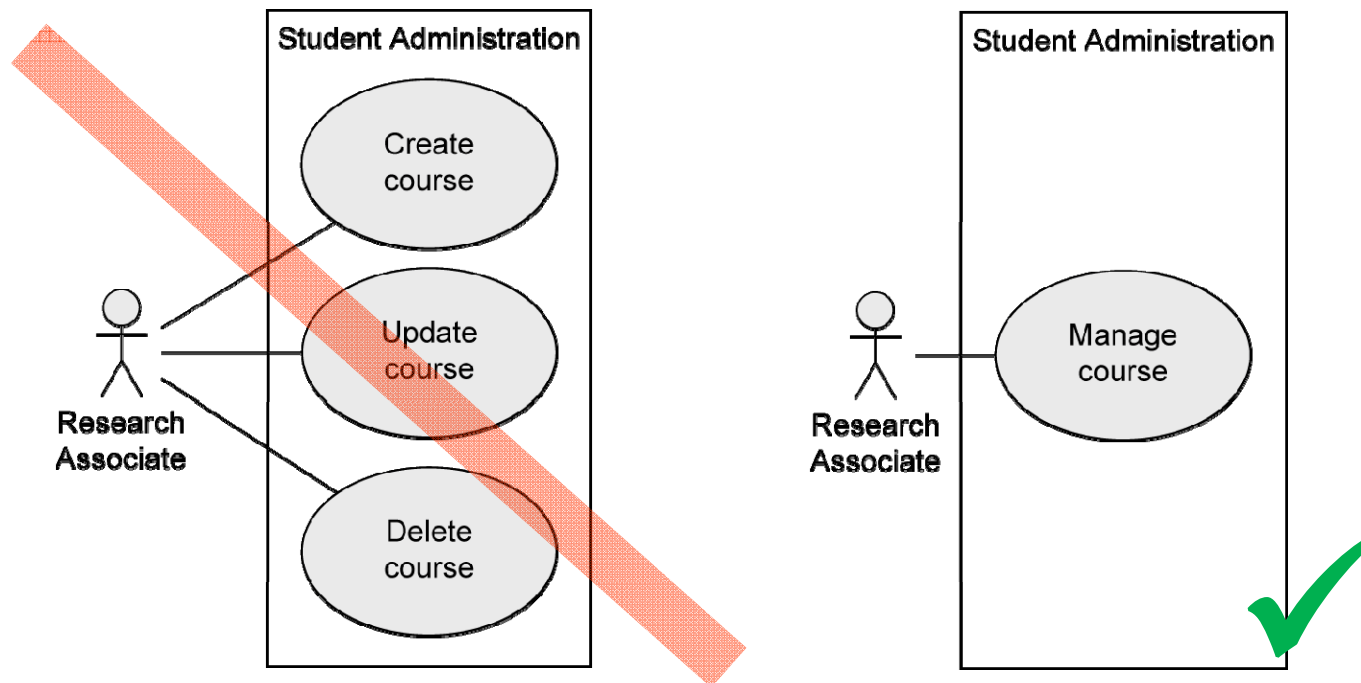 Student Administration
Create
course
Update
course
Delete
course
Research
Associate
Student Administration
Manage
course
Research
Associate